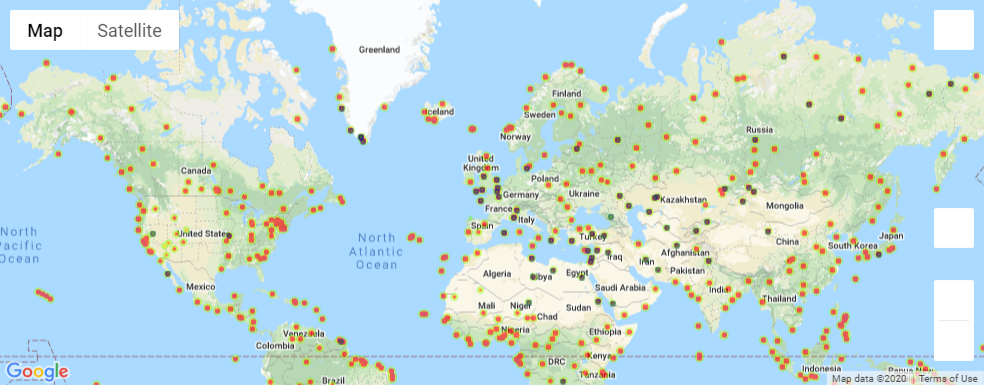 Map Satellite
Greenland
Iceland
Finland
Sweden
Norway
Russia
Canada
United
Kingdom
Poland
Germany
Ukraine
Kazakhstan
Mongolia
France
Italy
Spain
Turkey
United States
North
Pacific
Ocean
North
Atlantic
Ocean
China
Japan
South Korea
Iraq
Iran
Afghanistan
Pakistan
Algeria
Libya
Egypt
Saudi Arabia
India
Mexico
Mali
Niger
Chad
Sudan
Thailand
Nigeria
Ethiopia
Venezuela
Colombia
DRC
Kenya
Tanzania
Indonesia
Papua New
Brazil
Google
Map data ©2020 Terms of Use